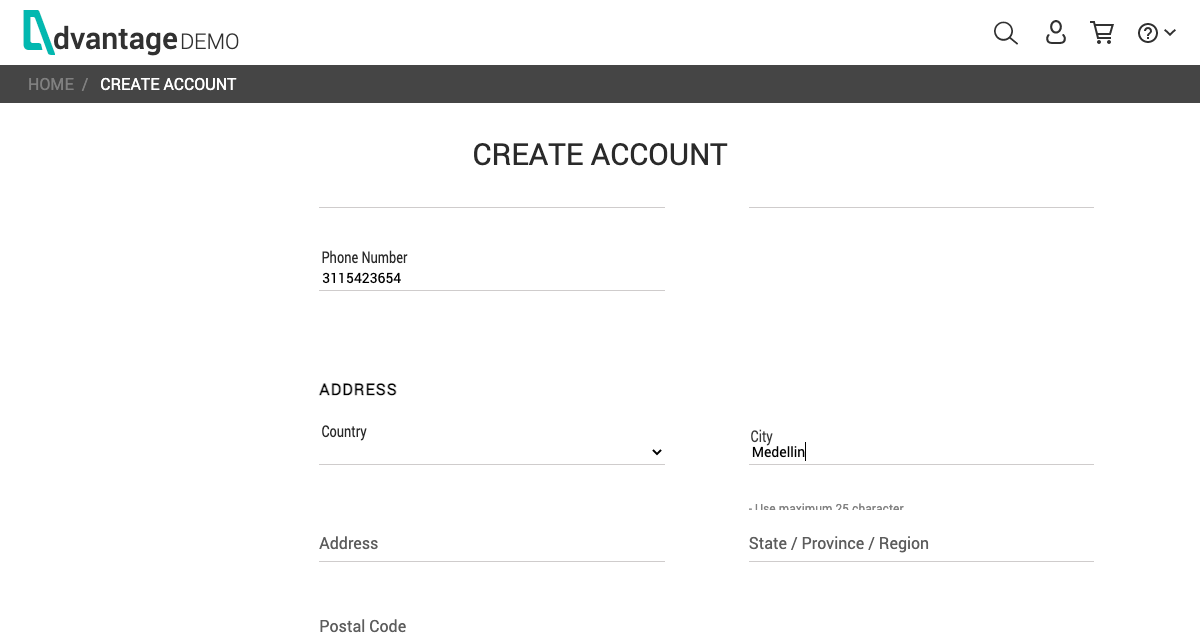 dvantage DEMO
HOME / CREATE ACCOUNT
CREATE ACCOUNT
Phone Number
3115423654
ADDRESS
Country
City
Medellin
- Use maximum 25 character
Address
State / Province / Region
Postal Code